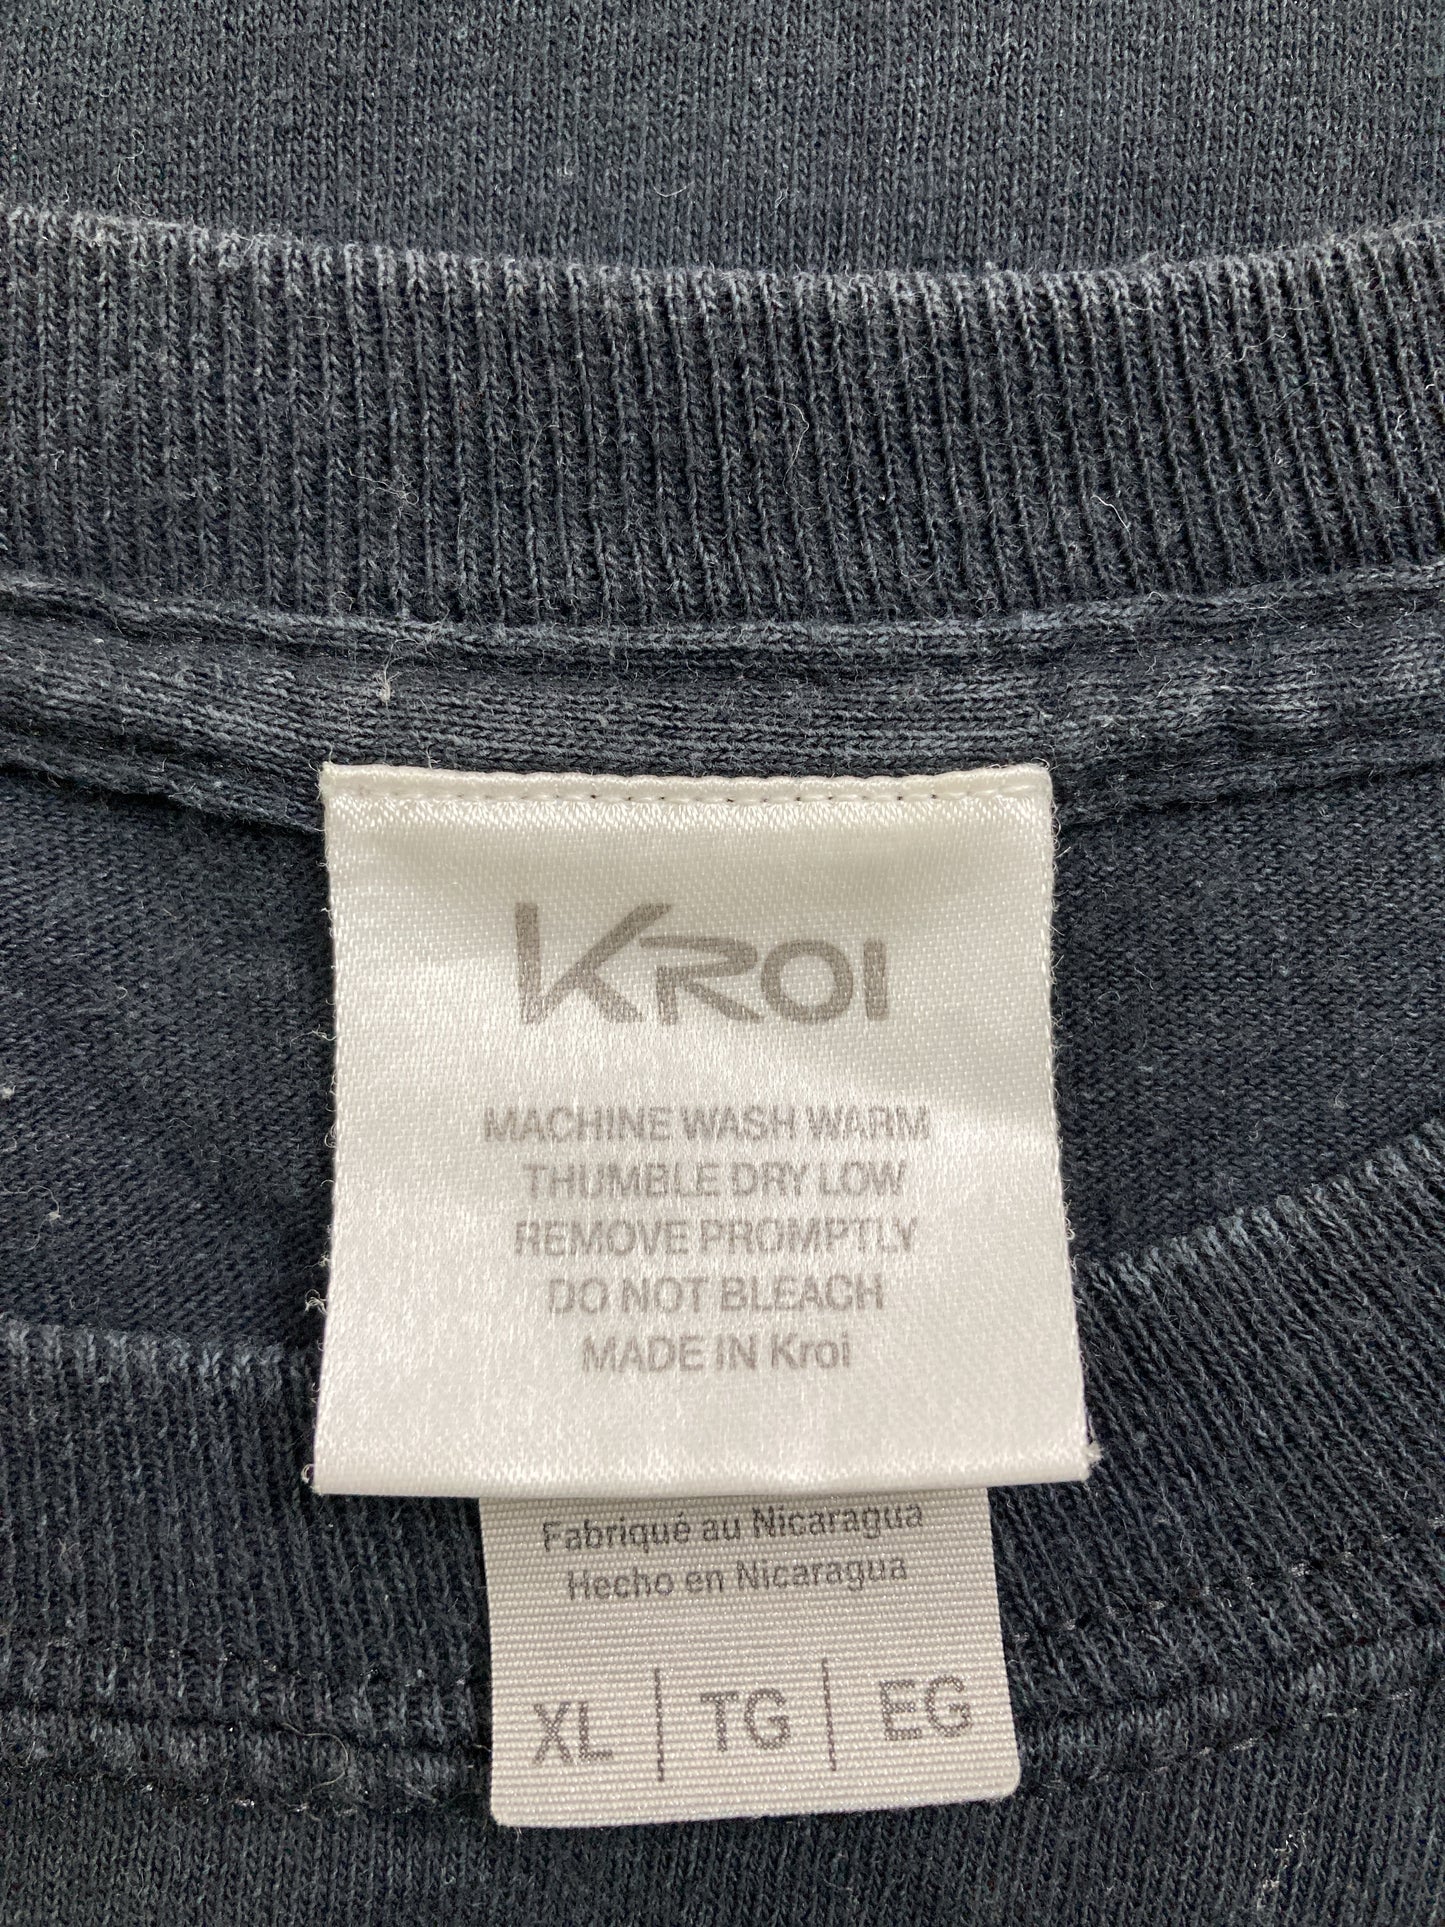 KROI
MACHINE WASH WARM
THUMBLE DRY LOW
REMOVE PROMPTLY
DO NOT BLEACH
MADE IN Kroi
Fabriqué au Nicaragua
Hecho en Nicaragua
XL | TG | EG